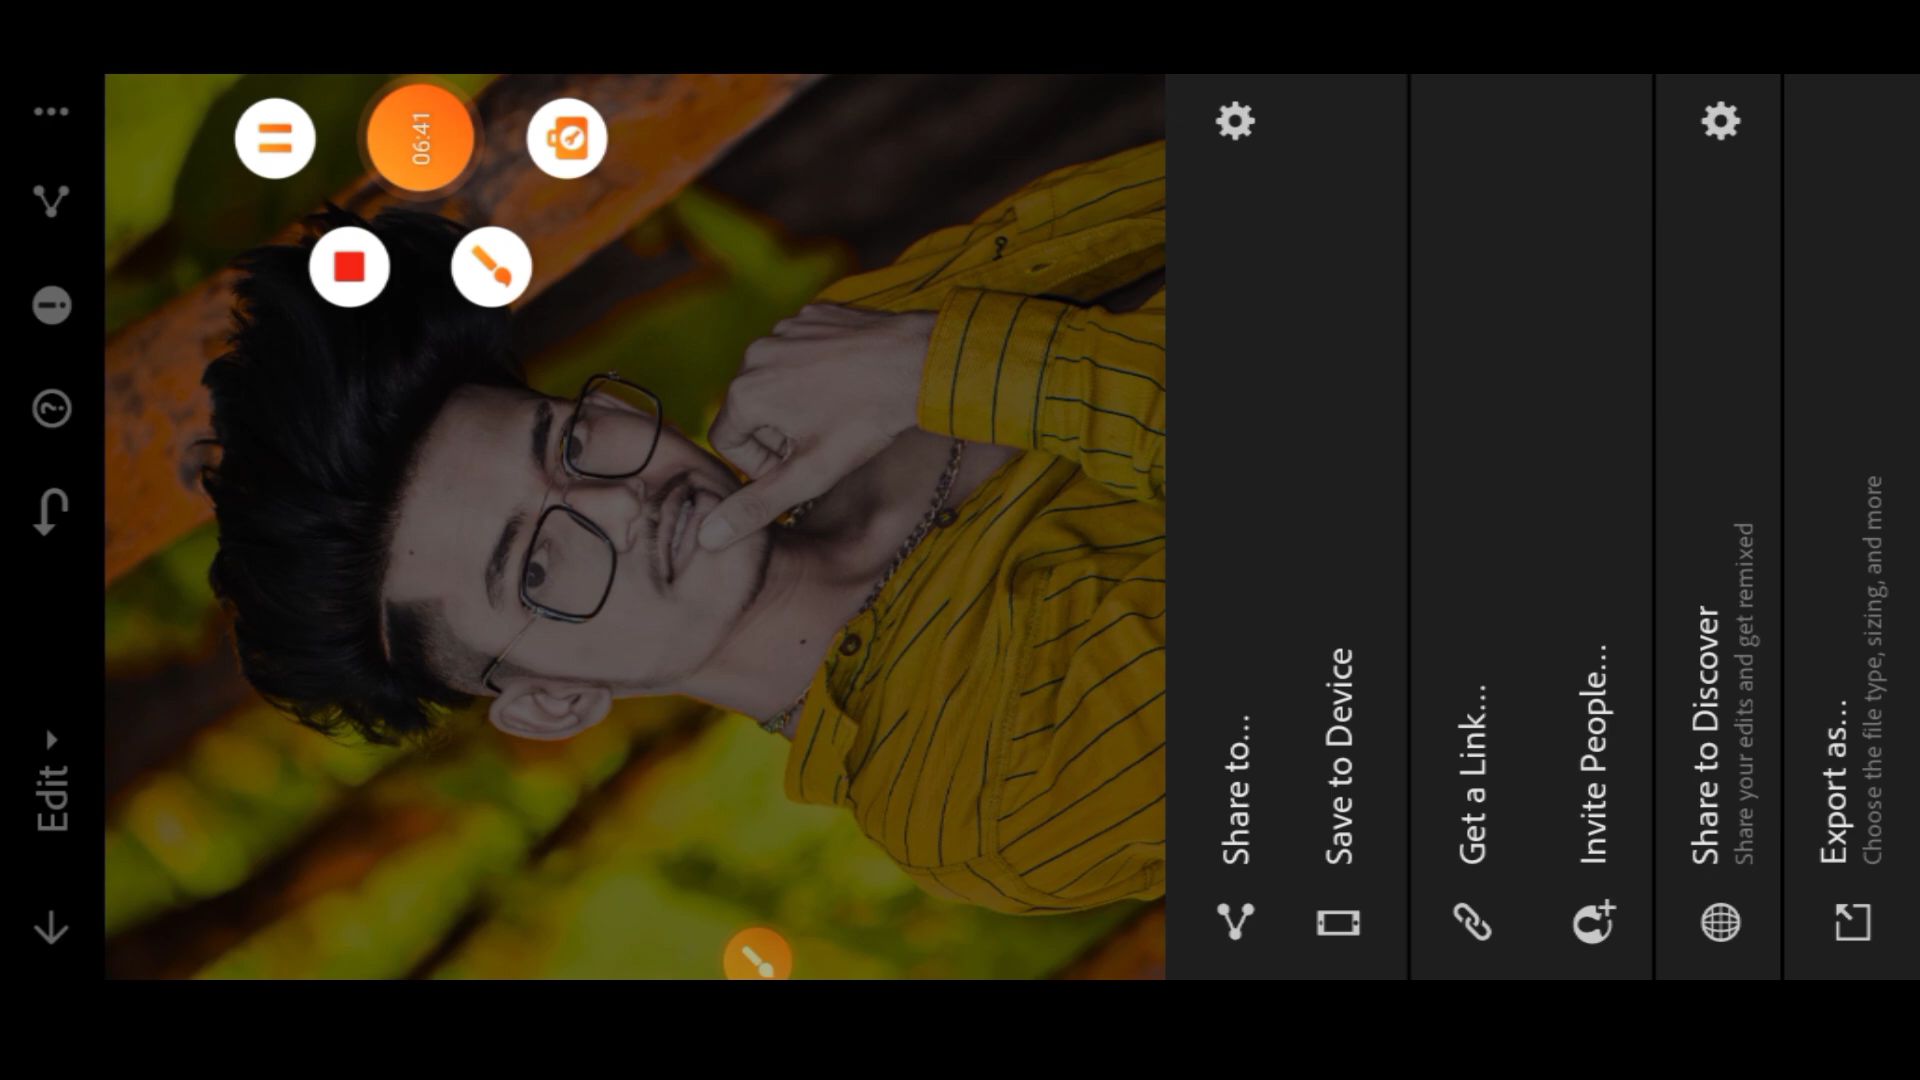 Edit
06:41
Share to...
Save to Device
Get a Link...
Invite People...
Share to Discover
Share your edits and get remixed
Export as...
Choose the file type, sizing, and more